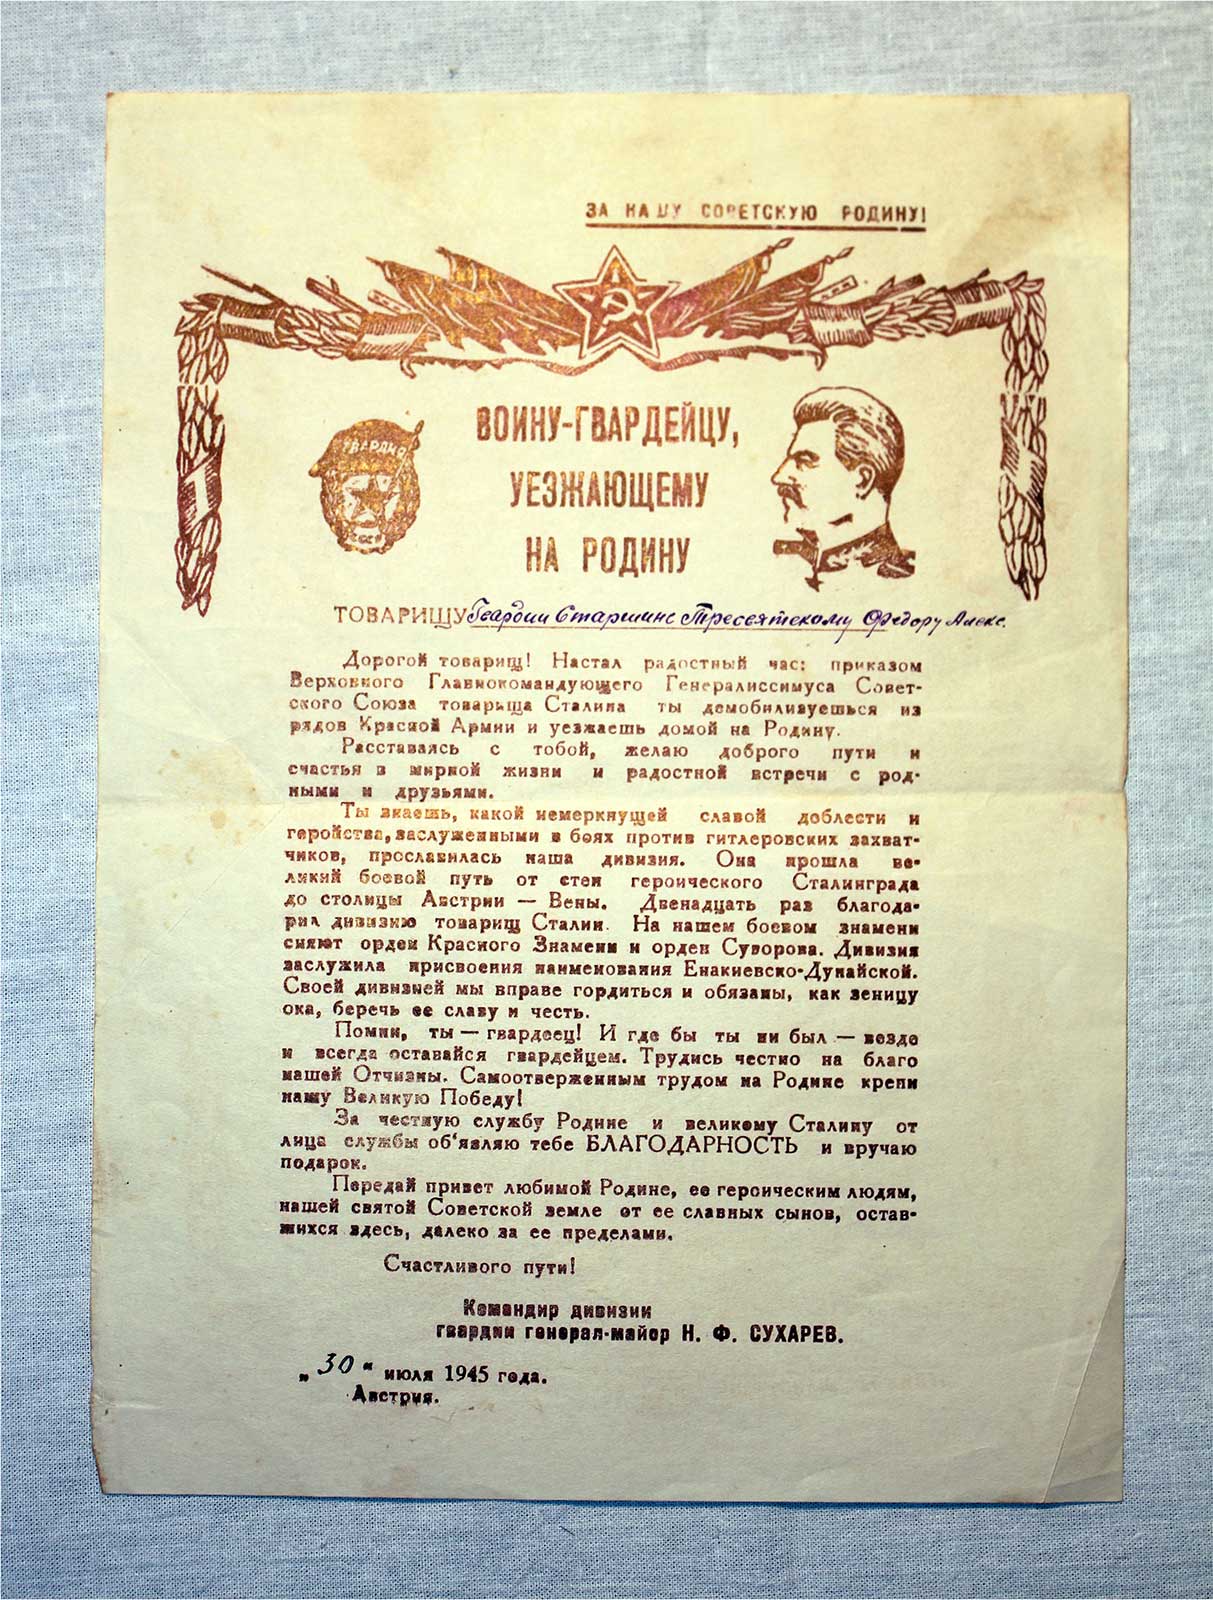 ЗА НАШУ СОВЕТСКУЮ РОДИНУ!
ГВАРДИЯ
СССР
ВОИНУ-ГВАРДЕЙЦУ,
УЕЗЖАЮЩЕМУ
НА РОДИНУ
ТОВАРИЩУ Гвардии Старшине Тресвятскому Федору Алекс.
Дорогой товарищ! Настал радостный час: приказом
Верховного Главнокомандующего Генералиссимуса Совет-
ского Союза товарища Сталина ты демобилизуешься из
рядов Красной Армии и уезжаешь домой на Родину.
Расставаясь с тобой, желаю доброго пути и
счастья в мирной жизни и радостной встречи с род-
ными и друзьями.
Ты знаешь, какой немеркнущей славой доблести и
геройства, заслуженными в боях против гитлеровских захват-
чиков, прославилась наша дивизия. Она прошла ве-
ликий боевой путь от стен героического Сталинграда
до столицы Австрии — Вены. Двенадцать раз благода-
рил дивизию товарищ Сталин. На нашем боевом знамени
сияют орден Красного Знамени и орден Суворова. Дивизия
заслужила присвоения наименования Енакиевско-Дунайской.
Своей дивизией мы вправе гордиться и обязаны, как зеницу
ока, беречь ее славу и честь.
Помни, ты — гвардеец! И где бы ты ни был — везде
и всегда оставайся гвардейцем. Трудись честно на благо
нашей Отчизны. Самоотверженным трудом на Родине крепи
нашу Великую Победу!
За честную службу Родине и великому Сталину от
лица службы об‘являю тебе БЛАГОДАРНОСТЬ и вручаю
подарок.
Передай привет любимой Родине, ее героическим людям,
нашей святой Советской земле от ее славных сынов, остав-
шихся здесь, далеко за ее пределами.
Счастливого пути!
Командир дивизии
гвардии генерал-майор Н. Ф. СУХАРЕВ.
„30“ июля 1945 года.
Австрия.